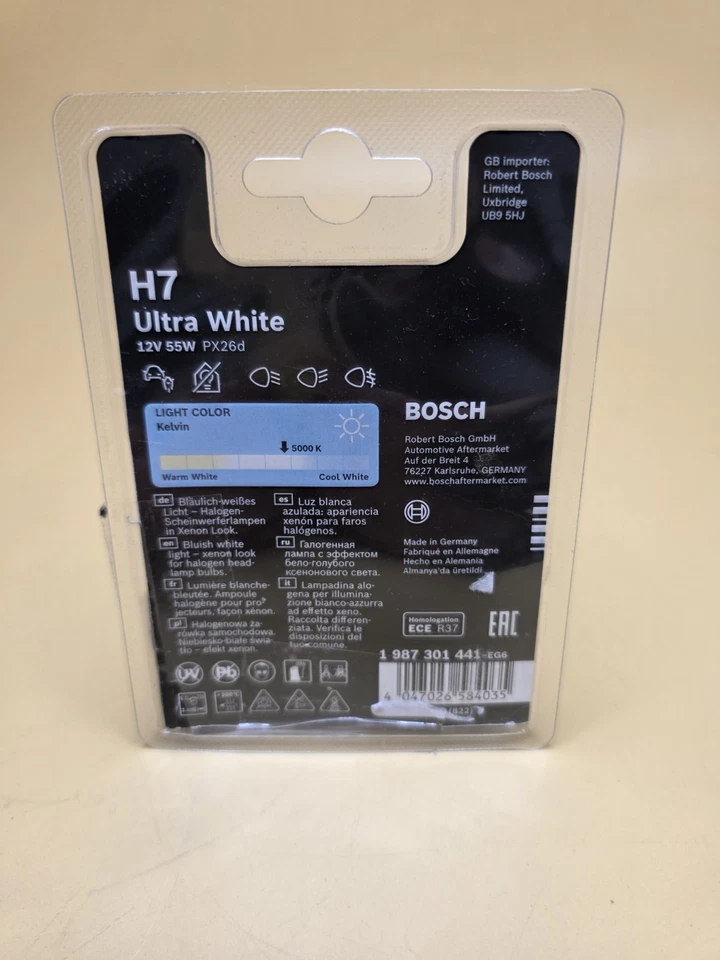 GB importer:
Robert Bosch
Limited,
Uxbridge
UB9 5HJ
H7
Ultra White
12V 55W PX26d
LIGHT COLOR
Kelvin
5000 K
Warm White
Cool White
BOSCH
Robert Bosch GmbH
Automotive Aftermarket
Auf der Breit 4
76227 Karlsruhe, GERMANY
www.boschaftermarket.com
de Bläulich-weißes
Licht – Halogen-
Scheinwerferlampen
in Xenon Look.
en Bluish white
light – xenon look
for halogen head-
lamp bulbs.
fr Lumière blanche-
bleutée. Ampoule
halogène pour pro-
jecteurs, façon xénon.
pl Halogenowa ża-
rówka samochodowa.
Niebiesko-białe świa-
tło – efekt xenon.
es Luz blanca
azulada: apariencia
xenón para faros
halógenos.
ru Галогенная
лампа с эффектом
бело-голубого
ксенонового света.
it Lampadina alo-
gena per illumina-
zione bianco-azzurra
ad effetto xeno.
Raccolta differen-
ziata. Verifica le
disposizioni del
tuo comune.
Made in Germany
Fabriqué en Allemagne
Hecho en Alemania
Almanya'da üretildi
Homologation
ECE R37
EAC
1 987 301 441-EG6
4 047026 584035
UV
Pb